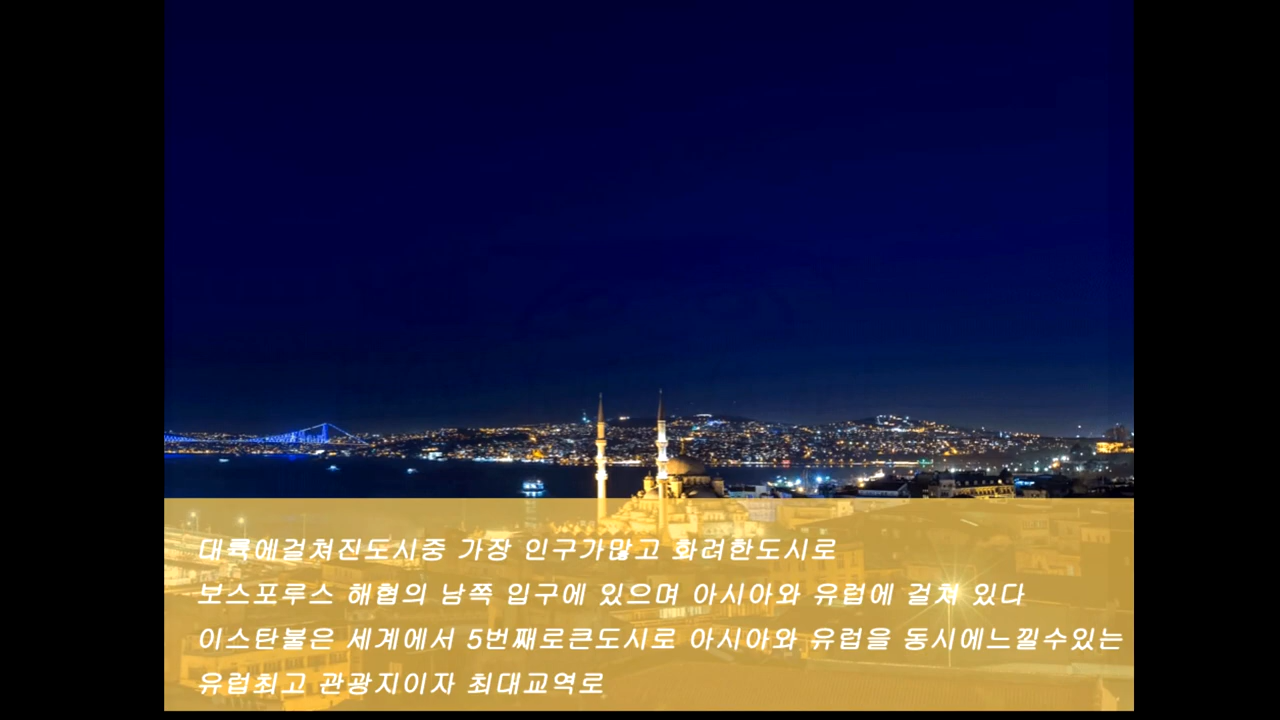 대륙에걸쳐진도시중 가장 인구가많고 화려한도시로
보스포루스 해협의 남쪽 입구에 있으며 아시아와 유럽에 걸쳐 있다
이스탄불은 세계에서 5번째로큰도시로 아시아와 유럽을 동시에느낄수있는
유럽최고 관광지이자 최대교역로